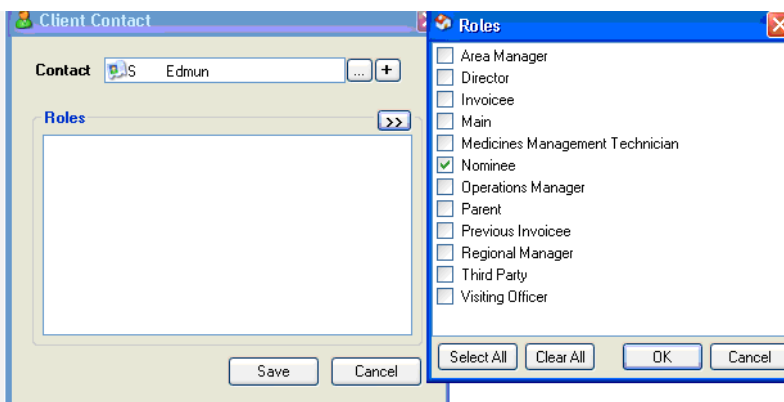 Client Contact
Contact S Edmun ... +
Roles >>
Save Cancel
Roles
Area Manager
Director
Invoicee
Main
Medicines Management Technician
Nominee
Operations Manager
Parent
Previous Invoicee
Regional Manager
Third Party
Visiting Officer
Select All Clear All OK Cancel